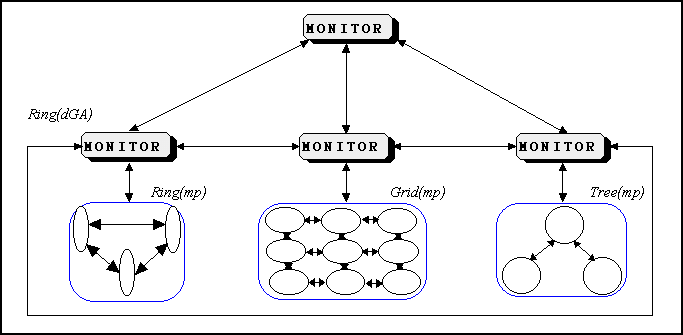 MONITOR
Ring(dGA)
MONITOR
MONITOR
MONITOR
Ring(mp)
Grid(mp)
Tree(mp)